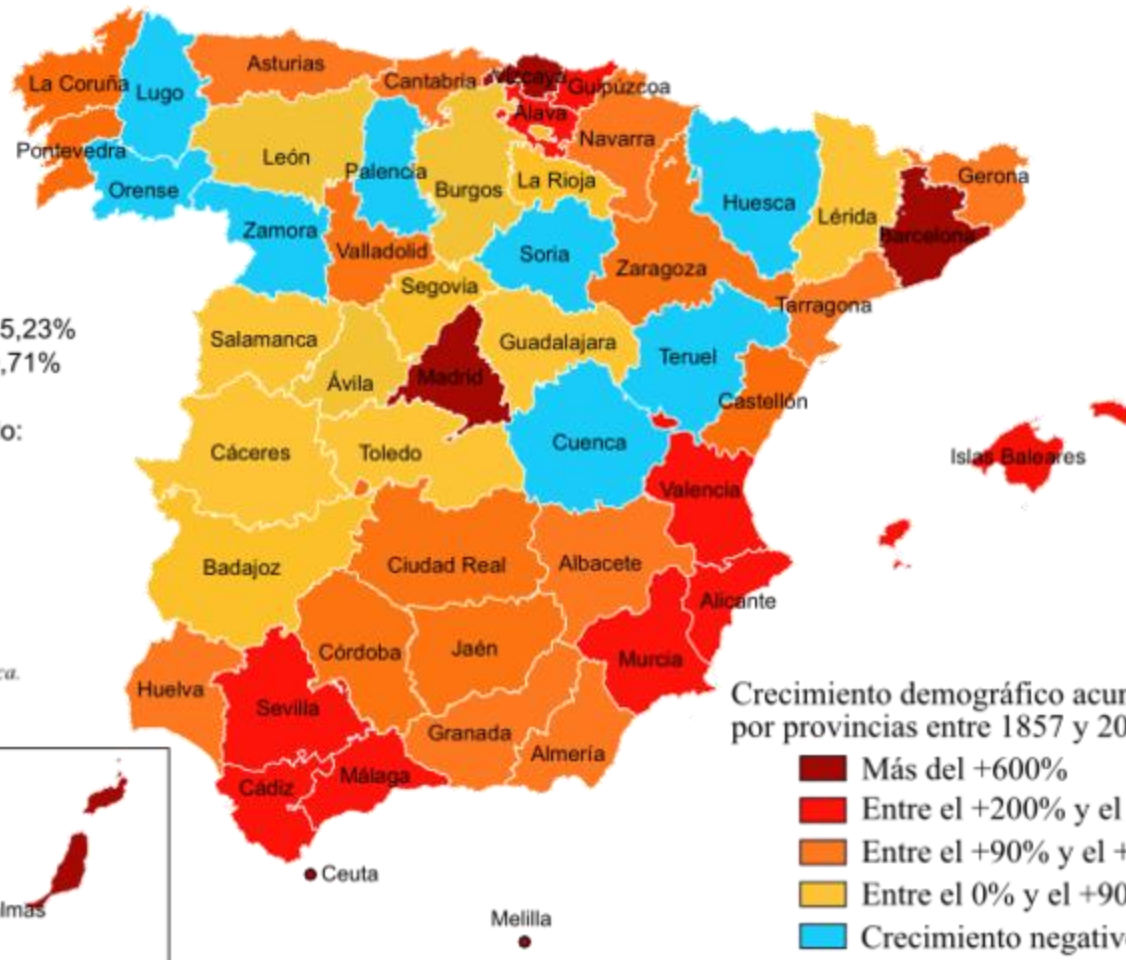 Asturias
Cantabria
Vizcaya
Guipúzcoa
La Coruña
Lugo
Álava
Navarra
Pontevedra
León
Palencia
Burgos
La Rioja
Gerona
Orense
Huesca
Lérida
Zamora
Barcelona
Valladolid
Soria
Zaragoza
Segovia
Tarragona
5,23%
Salamanca
Guadalajara
,71%
Teruel
Ávila
Madrid
Castellón
o:
Cáceres
Toledo
Cuenca
Islas Baleares
Valencia
Badajoz
Ciudad Real
Albacete
Alicante
Córdoba
Jaén
Murcia
ca.
Huelva
Sevilla
Granada
Almería
Cádiz
Málaga
Ceuta
Melilla
lmas
Crecimiento demográfico acu
por provincias entre 1857 y 20
Más del +600%
Entre el +200% y el
Entre el +90% y el +
Entre el 0% y el +90
Crecimiento negativ